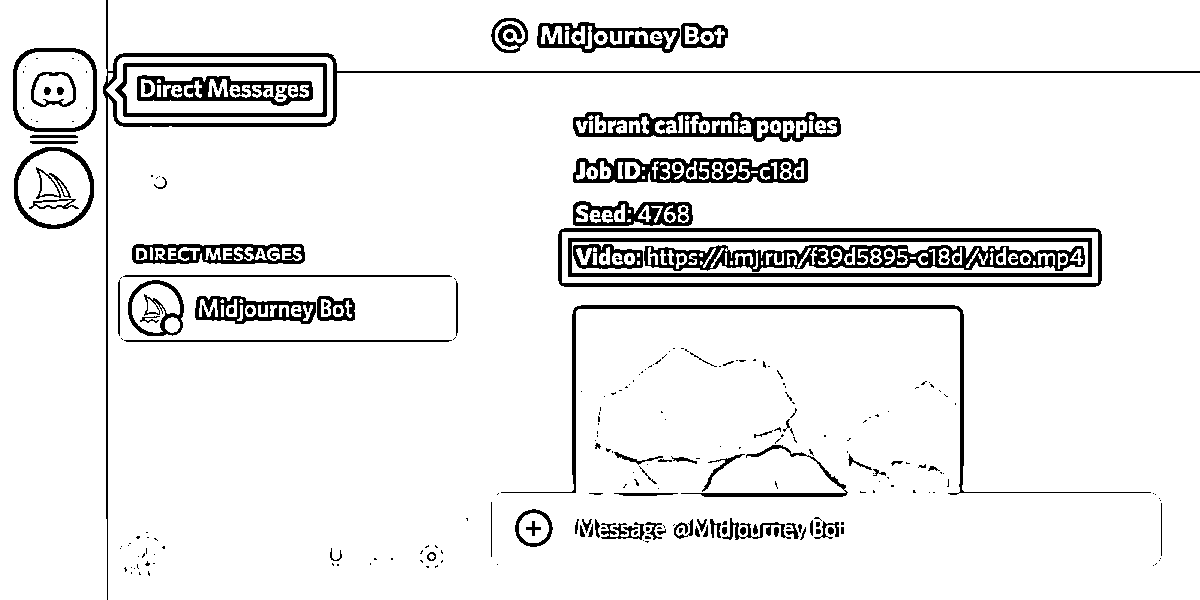 @ Midjourney Bot
Direct Messages
vibrant california poppies
Job ID: f39d5895-c18d
Seed: 4768
DIRECT MESSAGES
Video: https://i.mj.run/f39d5895-c18d/video.mp4
Midjourney Bot
Message @Midjourney Bot